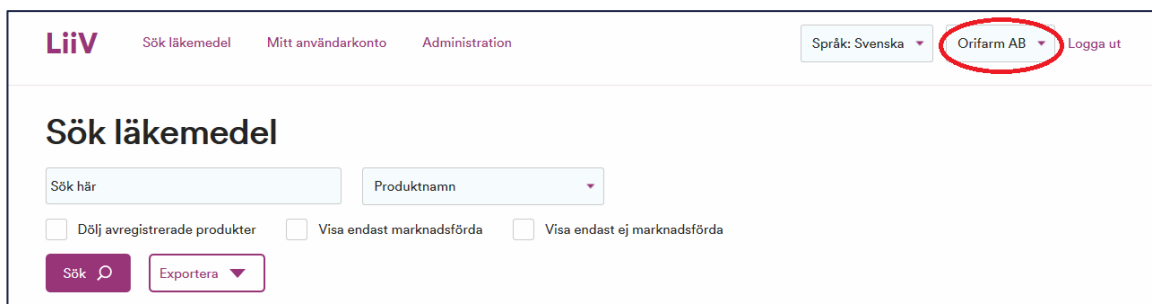 LiiV Sök läkemedel Mitt användarkonto Administration Språk: Svenska Orifarm AB Logga ut
Sök läkemedel
Sök här Produktnamn
Dölj avregistrerade produkter Visa endast marknadsförda Visa endast ej marknadsförda
Sök Exportera